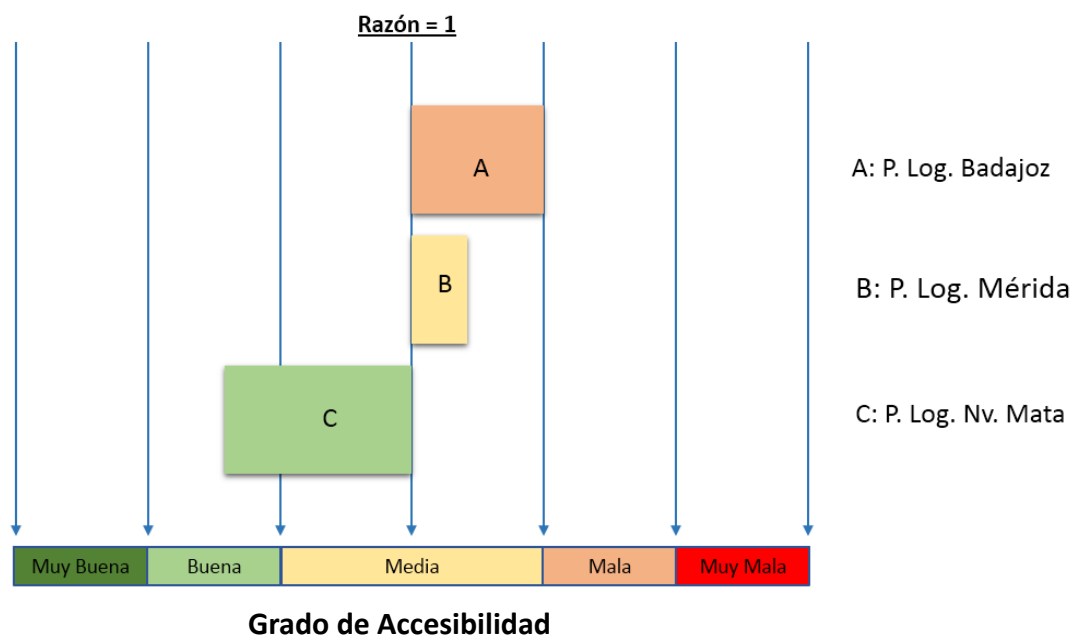 Razón = 1
A
A: P. Log. Badajoz
B
B: P. Log. Mérida
C
C: P. Log. Nv. Mata
Muy Buena
Buena
Media
Mala
Muy Mala
Grado de Accesibilidad